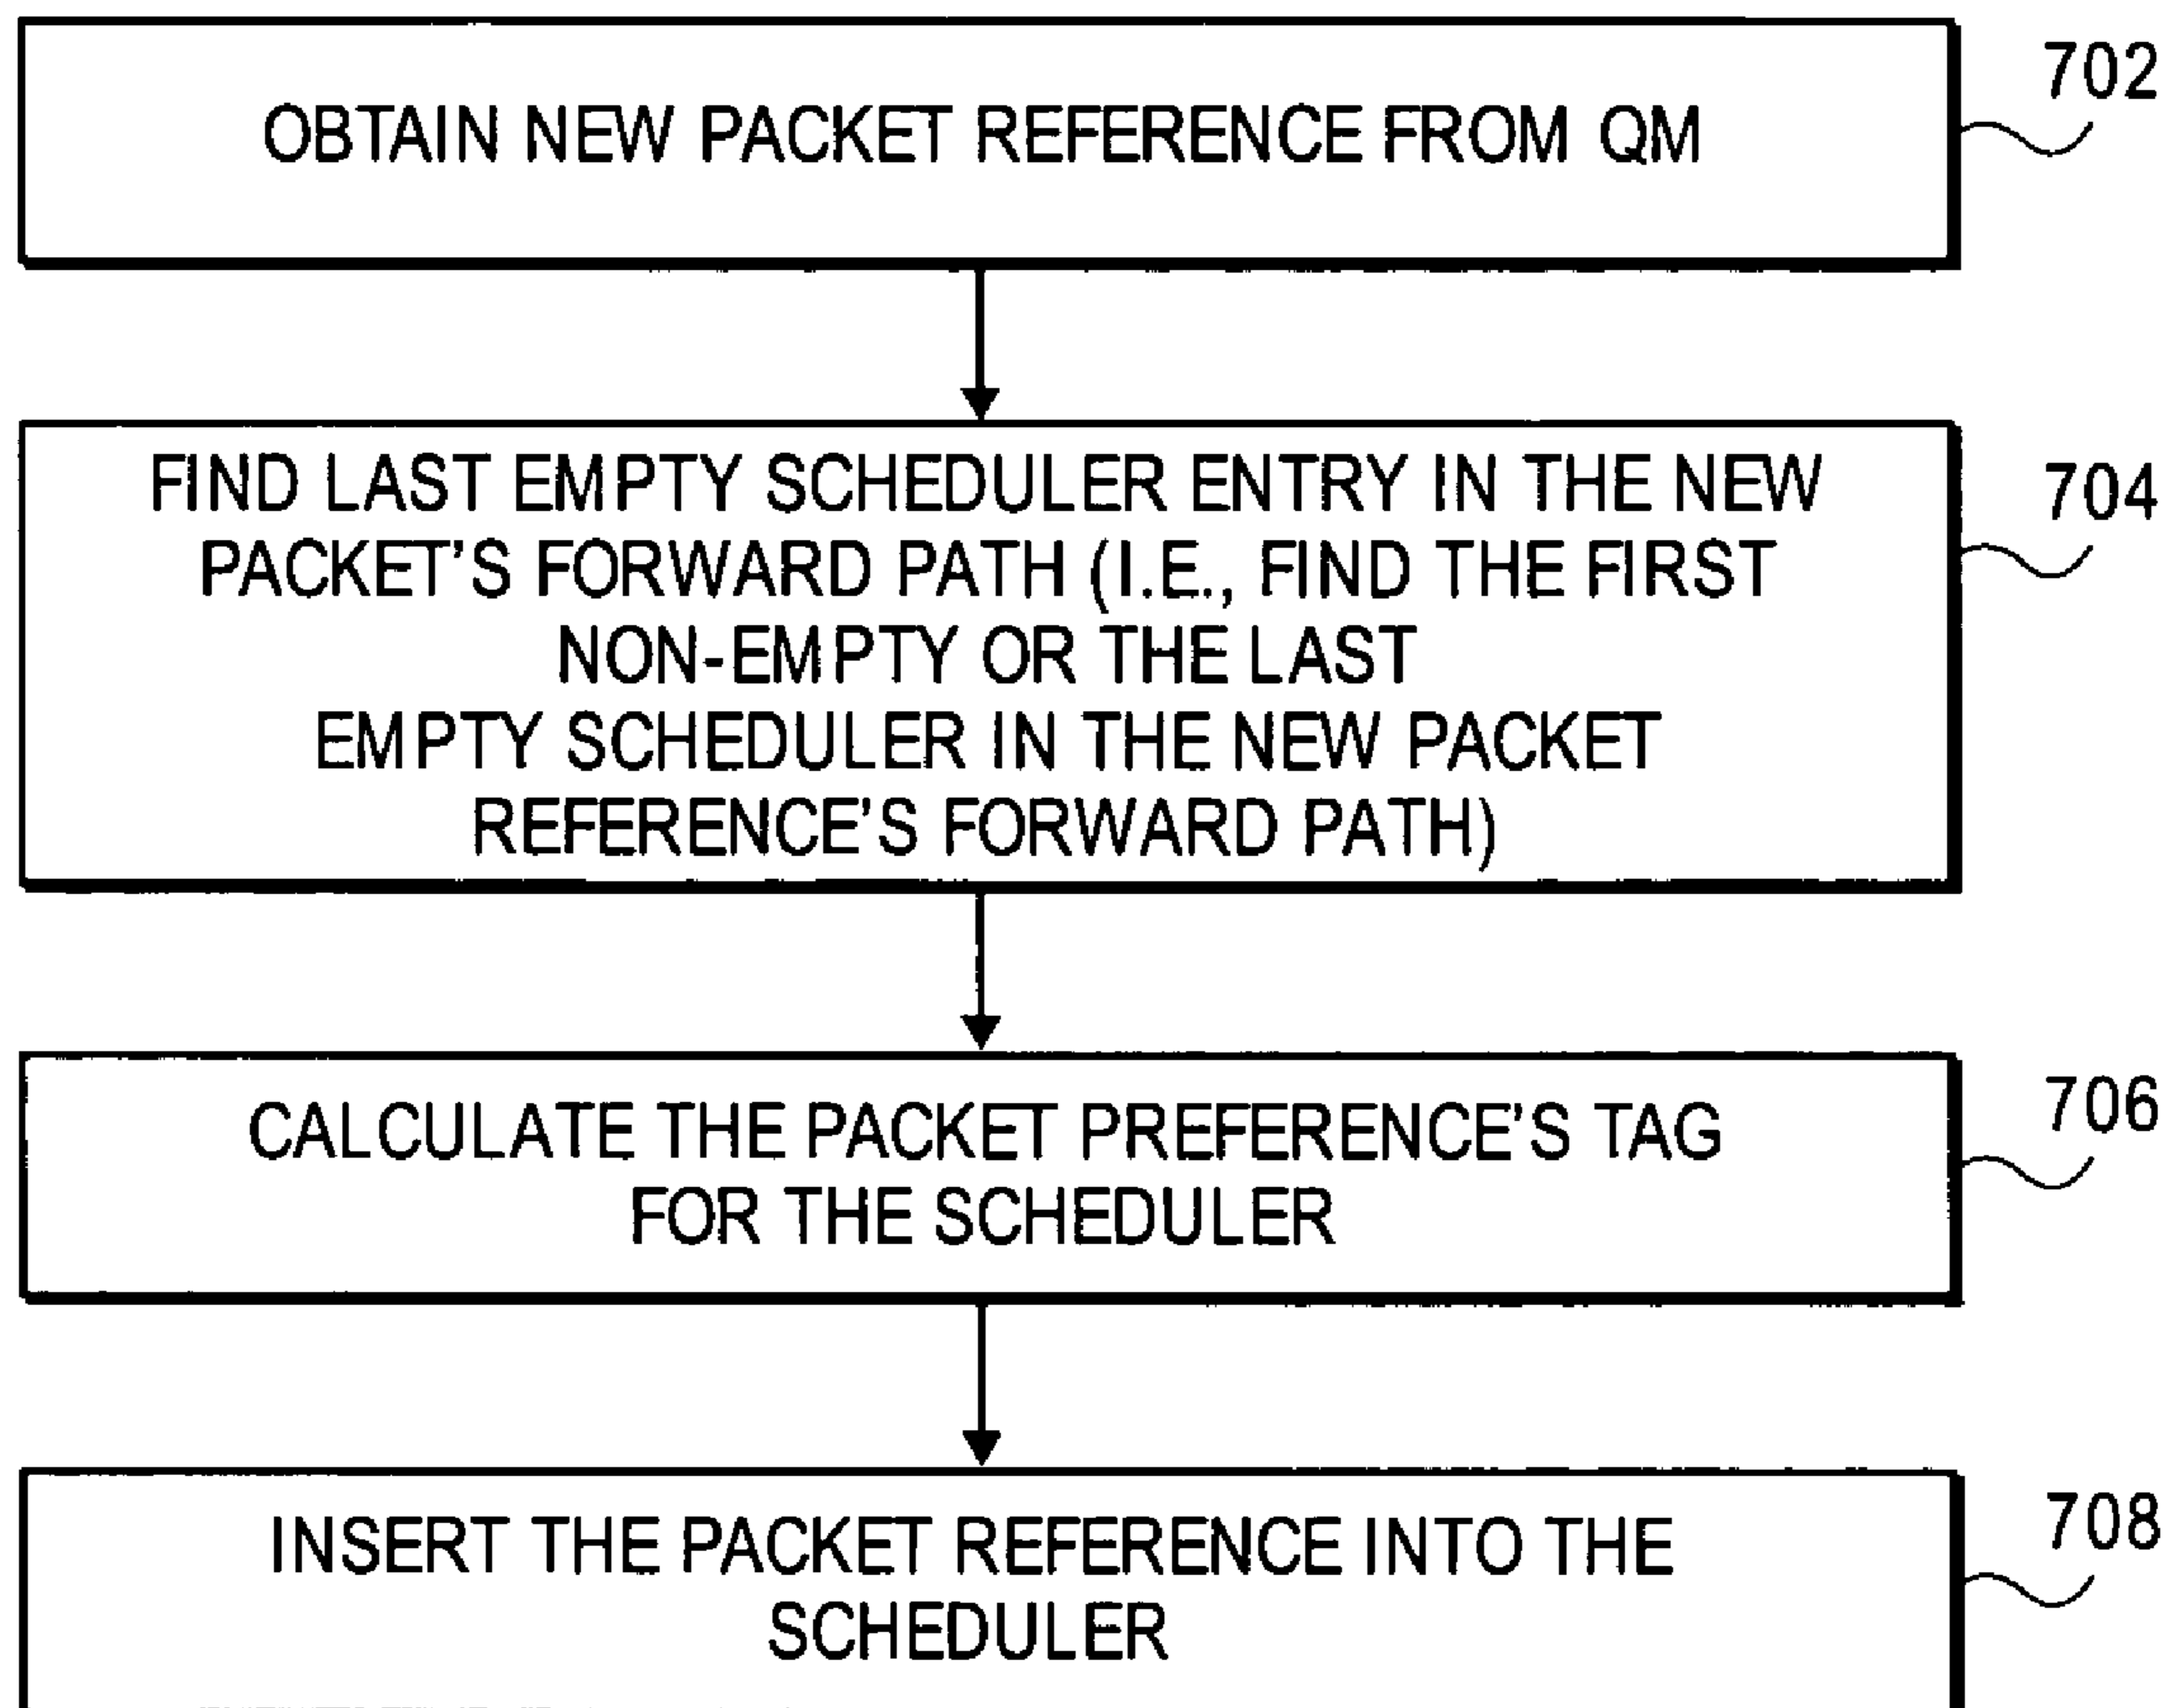 OBTAIN NEW PACKET REFERENCE FROM QM
702
FIND LAST EMPTY SCHEDULER ENTRY IN THE NEW
PACKET'S FORWARD PATH (I.E., FIND THE FIRST
NON-EMPTY OR THE LAST
EMPTY SCHEDULER IN THE NEW PACKET
REFERENCE'S FORWARD PATH)
704
CALCULATE THE PACKET PREFERENCE'S TAG
FOR THE SCHEDULER
706
INSERT THE PACKET REFERENCE INTO THE
SCHEDULER
708